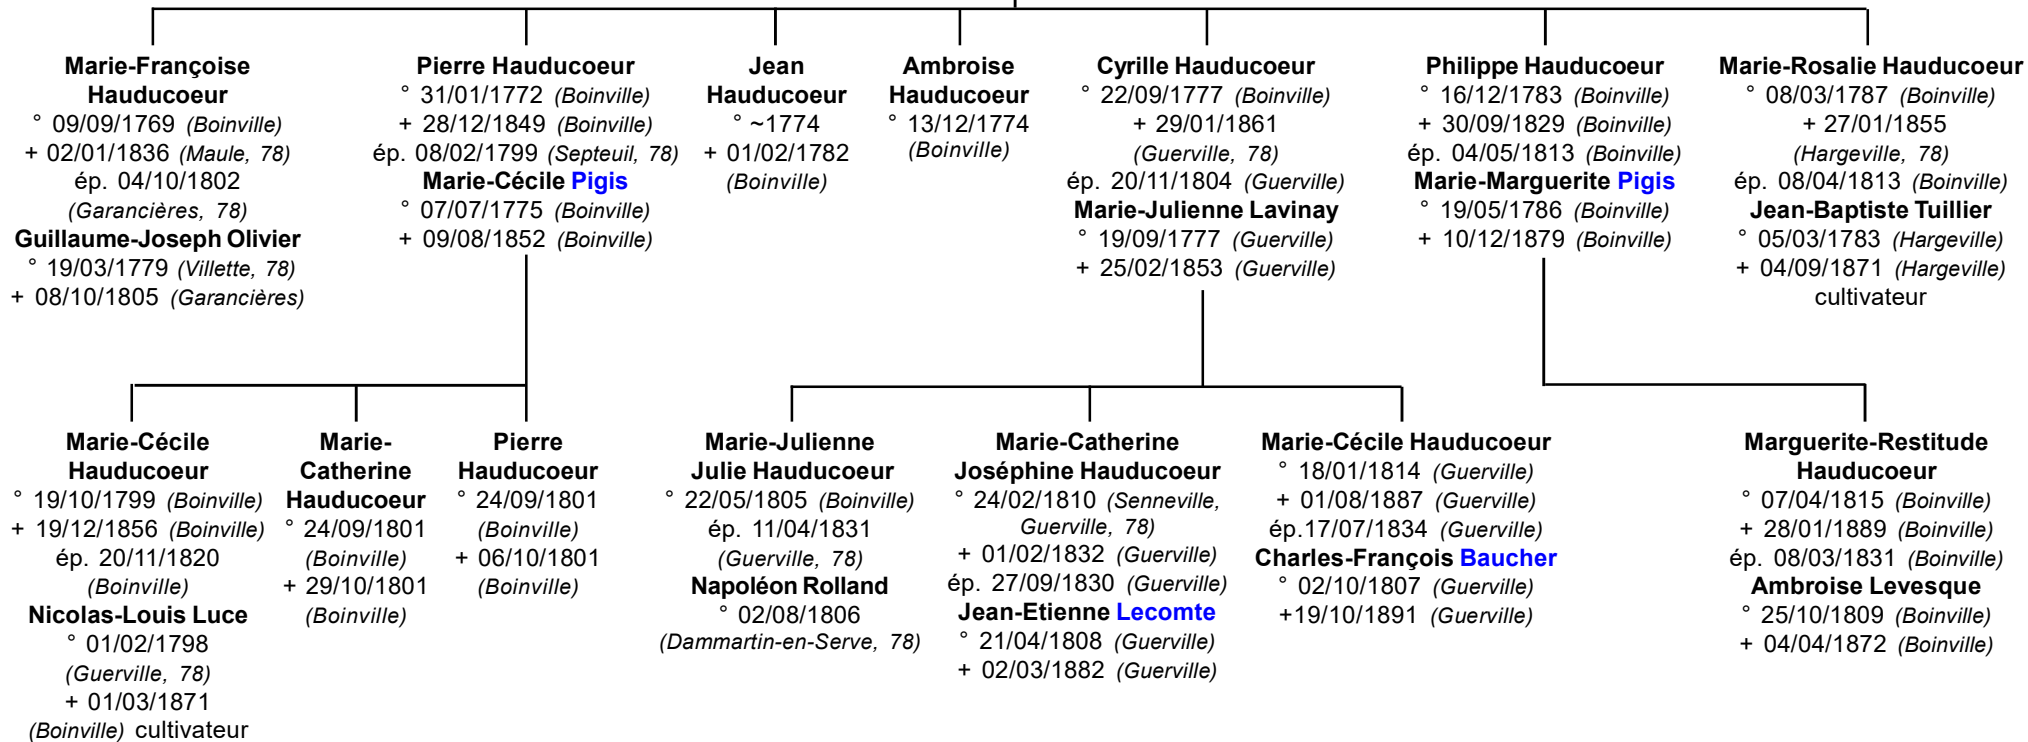 Marie-Françoise
Hauducoeur
° 09/09/1769 (Boinville)
+ 02/01/1836 (Maule, 78)
ép. 04/10/1802
(Garancières, 78)
Guillaume-Joseph Olivier
° 19/03/1779 (Villette, 78)
+ 08/10/1805 (Garancières)
Pierre Hauducoeur
° 31/01/1772 (Boinville)
+ 28/12/1849 (Boinville)
ép. 08/02/1799 (Septeuil, 78)
Marie-Cécile Pigis
° 07/07/1775 (Boinville)
+ 09/08/1852 (Boinville)
Jean
Hauducoeur
° ~1774
+ 01/02/1782
(Boinville)
Ambroise
Hauducoeur
° 13/12/1774
(Boinville)
Cyrille Hauducoeur
° 22/09/1777 (Boinville)
+ 29/01/1861
(Guerville, 78)
ép. 20/11/1804 (Guerville)
Marie-Julienne Lavinay
° 19/09/1777 (Guerville)
+ 25/02/1853 (Guerville)
Philippe Hauducoeur
° 16/12/1783 (Boinville)
+ 30/09/1829 (Boinville)
ép. 04/05/1813 (Boinville)
Marie-Marguerite Pigis
° 19/05/1786 (Boinville)
+ 10/12/1879 (Boinville)
Marie-Rosalie Hauducoeur
° 08/03/1787 (Boinville)
+ 27/01/1855
(Hargeville, 78)
ép. 08/04/1813 (Boinville)
Jean-Baptiste Tuillier
° 05/03/1783 (Hargeville)
+ 04/09/1871 (Hargeville)
cultivateur
Marie-Cécile
Hauducoeur
° 19/10/1799 (Boinville)
+ 19/12/1856 (Boinville)
ép. 20/11/1820
(Boinville)
Nicolas-Louis Luce
° 01/02/1798
(Guerville, 78)
+ 01/03/1871
(Boinville) cultivateur
Marie-
Catherine
Hauducoeur
° 24/09/1801
(Boinville)
+ 29/10/1801
(Boinville)
Pierre
Hauducoeur
° 24/09/1801
(Boinville)
+ 06/10/1801
(Boinville)
Marie-Julienne
Julie Hauducoeur
° 22/05/1805 (Boinville)
ép. 11/04/1831
(Guerville, 78)
Napoléon Rolland
° 02/08/1806
(Dammartin-en-Serve, 78)
Marie-Catherine
Joséphine Hauducoeur
° 24/02/1810 (Senneville,
Guerville, 78)
+ 01/02/1832 (Guerville)
ép. 27/09/1830 (Guerville)
Jean-Etienne Lecomte
° 21/04/1808 (Guerville)
+ 02/03/1882 (Guerville)
Marie-Cécile Hauducoeur
° 18/01/1814 (Guerville)
+ 01/08/1887 (Guerville)
ép.17/07/1834 (Guerville)
Charles-François Baucher
° 02/10/1807 (Guerville)
+19/10/1891 (Guerville)
Marguerite-Restitude
Hauducoeur
° 07/04/1815 (Boinville)
+ 28/01/1889 (Boinville)
ép. 08/03/1831 (Boinville)
Ambroise Levesque
° 25/10/1809 (Boinville)
+ 04/04/1872 (Boinville)